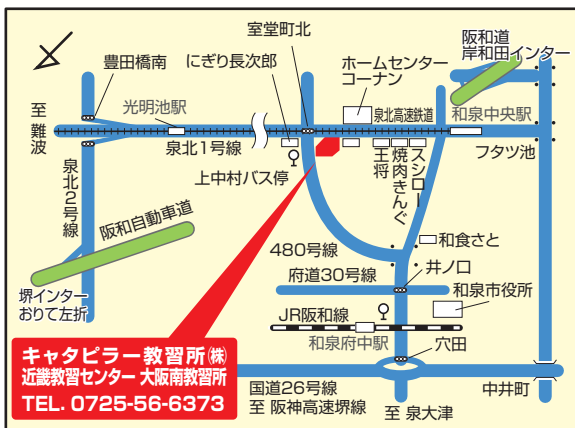 室堂町北
阪和道
岸和田インター
豊田橋南
にぎり長次郎
ホームセンター
コーナン
至 難波
光明池駅
泉北高速鉄道
和泉中央駅
泉北1号線
フタツ池
上中村バス停
王将
焼肉きんぐ
スシロー
泉北2号線
阪和自動車道
480号線
和食さと
府道30号線
井ノ口
堺インター
おりて左折
和泉市役所
JR阪和線
和泉府中駅
穴田
キャタピラー教習所㈱
近畿教習センター 大阪南教習所
TEL. 0725-56-6373
国道26号線
至 阪神高速堺線
至 泉大津
中井町